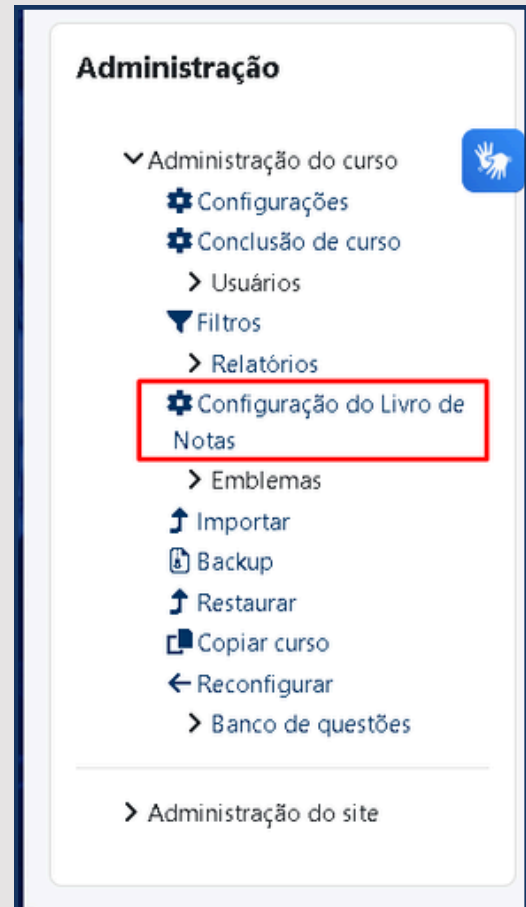 Administração
Administração do curso
Configurações
Conclusão de curso
Usuários
Filtros
Relatórios
Configuração do Livro de
Notas
Emblemas
Importar
Backup
Restaurar
Copiar curso
Reconfigurar
Banco de questões
Administração do site